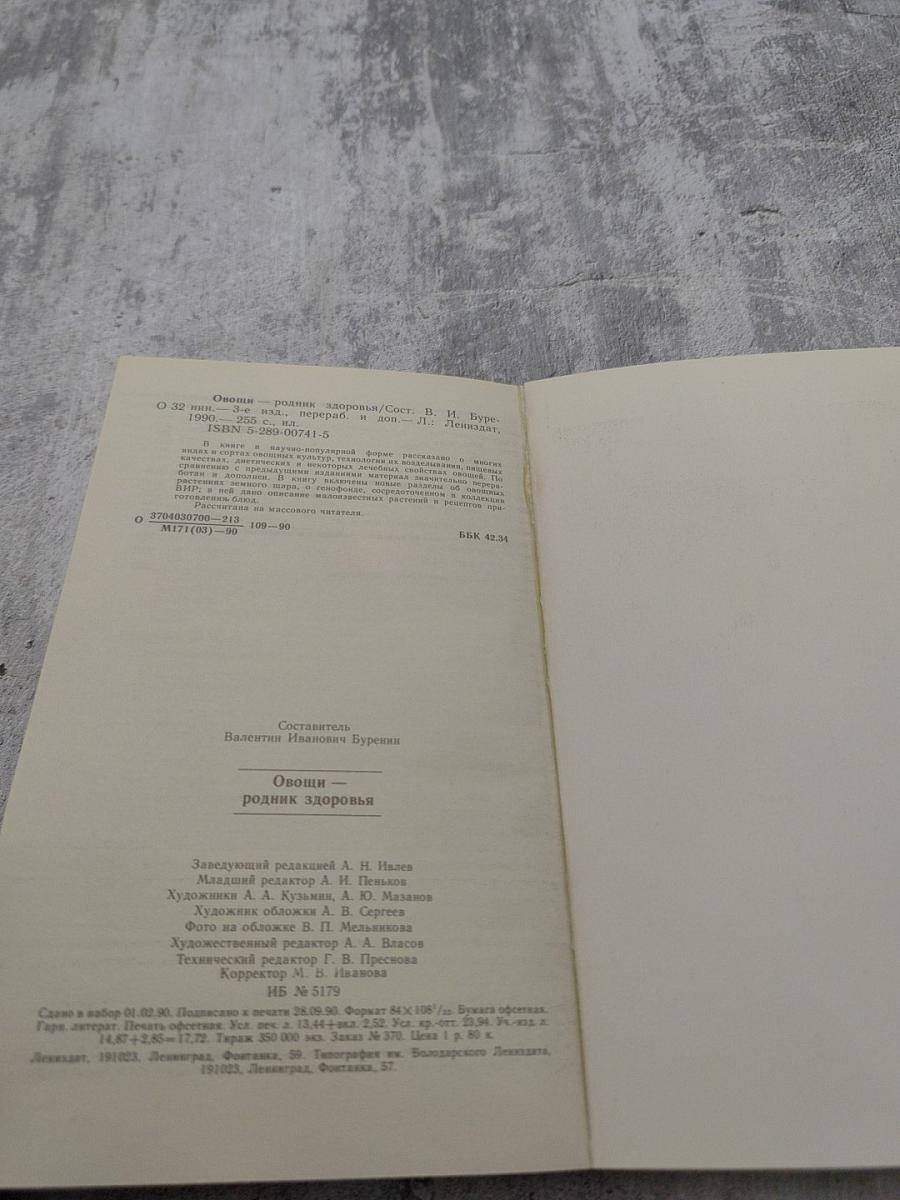 Овощи — родник здоровья/Сост. В. И. Буре-
О 32 нин.— 3-е изд., перераб. и доп.— Л.: Лениздат,
1990.— 255 с., ил.
ISBN 5-289-00741-5
В книге в научно-популярной форме рассказано о многих
видах и сортах овощных культур, технологии их возделывания, пищевых
качествах, диетических и некоторых лечебных свойствах овощей. По
сравнению с предыдущими изданиями материал значительно перера-
ботан и дополнен. В книгу включены новые разделы об овощных
растениях земного шара, о генофонде, сосредоточенном в коллекции
ВИР; в ней дано описание малоизвестных растений и рецептов при-
готовления блюд.
Рассчитана на массового читателя.
О 3704030700—213 109—90
М171(03)—90
ББК 42.34
Составитель
Валентин Иванович Буренин
Овощи —
родник здоровья
Заведующий редакцией А. Н. Ивлев
Младший редактор А. И. Пеньков
Художники А. А. Кузьмин, А. Ю. Мазанов
Художник обложки А. В. Сергеев
Фото на обложке В. П. Мельникова
Художественный редактор А. А. Власов
Технический редактор Г. В. Преснова
Корректор М. В. Иванова
ИБ № 5179
Сдано в набор 01.02.90. Подписано к печати 28.09.90. Формат 84×108¹/₃₂. Бумага офсетная.
Гарн. литерат. Печать офсетная. Усл. печ. л. 13,44+вкл. 2,52. Усл. кр.-отт. 23,94. Уч.-изд. л.
14,87+2,85=17,72. Тираж 350 000 экз. Заказ № 370. Цена 1 р. 80 к.
Лениздат, 191023, Ленинград, Фонтанка, 59. Типография им. Володарского Лениздата,
191023, Ленинград, Фонтанка, 57.